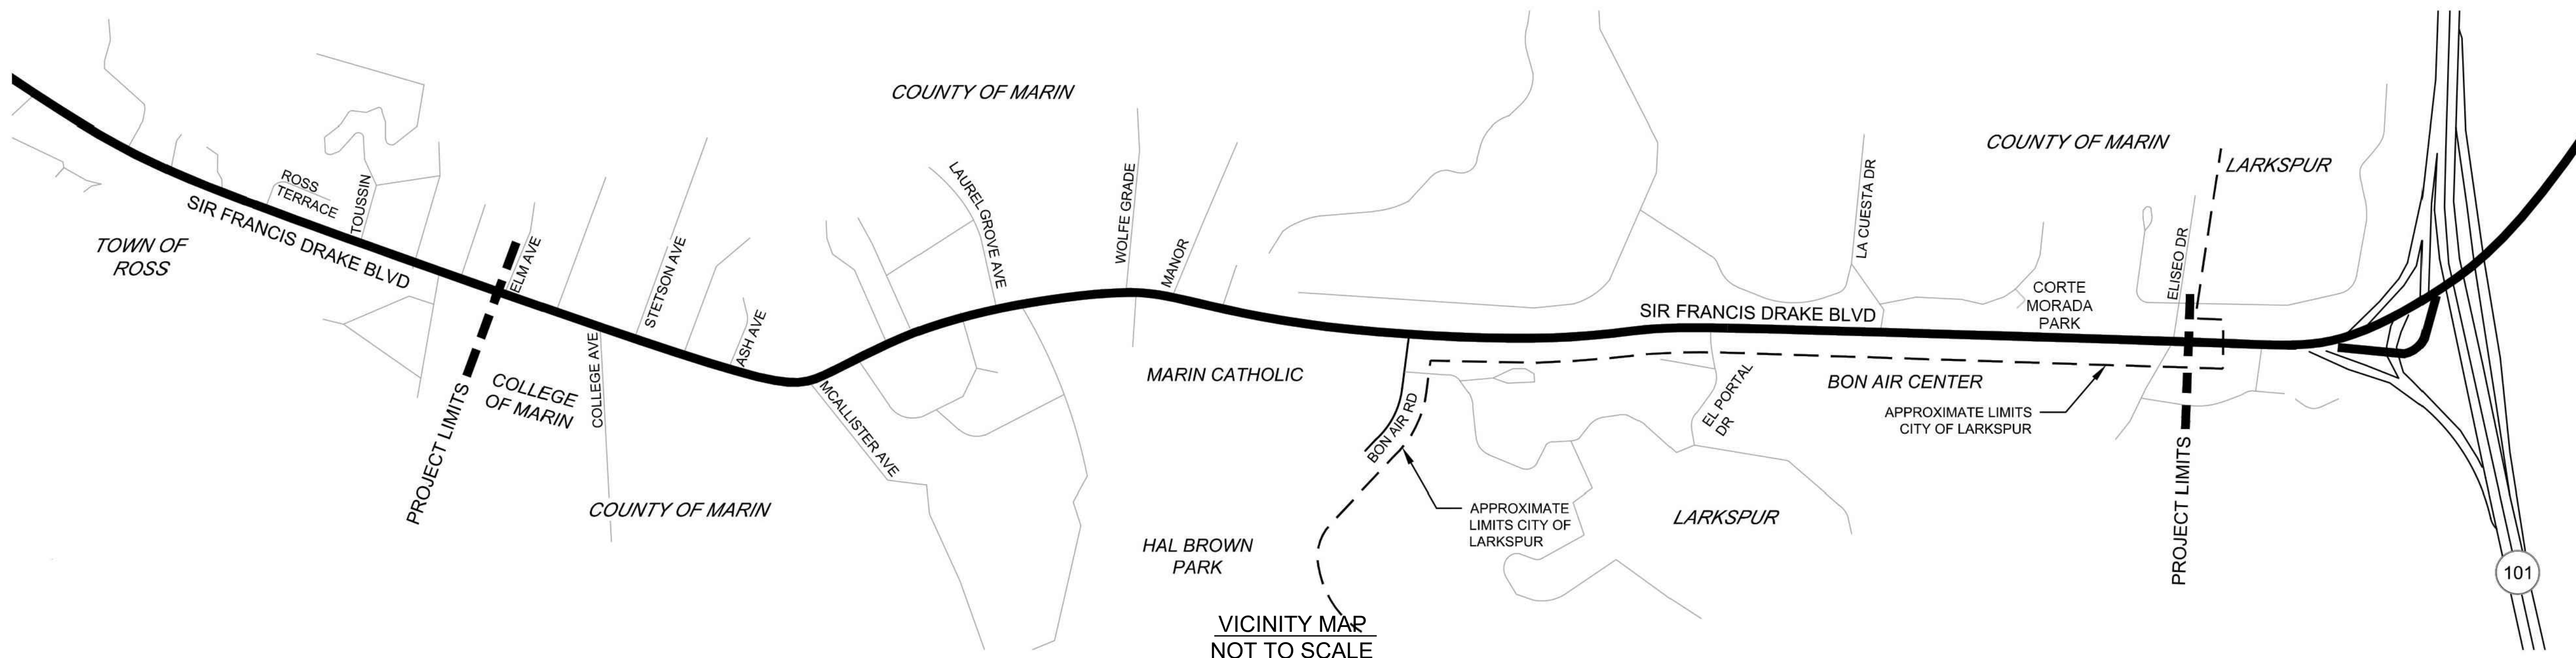 COUNTY OF MARIN
COUNTY OF MARIN
LARKSPUR
ROSS
TERRACE
TOUSSIN
SIR FRANCIS DRAKE BLVD
TOWN OF
ROSS
ELM AVE
STETSON AVE
ASH AVE
LAUREL GROVE AVE
WOLFE GRADE
MANOR
LA CUESTA DR
ELISEO DR
CORTE
MORADA
PARK
SIR FRANCIS DRAKE BLVD
PROJECT LIMITS
COLLEGE
OF MARIN
COLLEGE AVE
MCALLISTER AVE
MARIN CATHOLIC
BON AIR RD
EL PORTAL
DR
BON AIR CENTER
APPROXIMATE LIMITS
CITY OF LARKSPUR
PROJECT LIMITS
COUNTY OF MARIN
APPROXIMATE
LIMITS CITY OF
LARKSPUR
LARKSPUR
HAL BROWN
PARK
101
VICINITY MAP
NOT TO SCALE